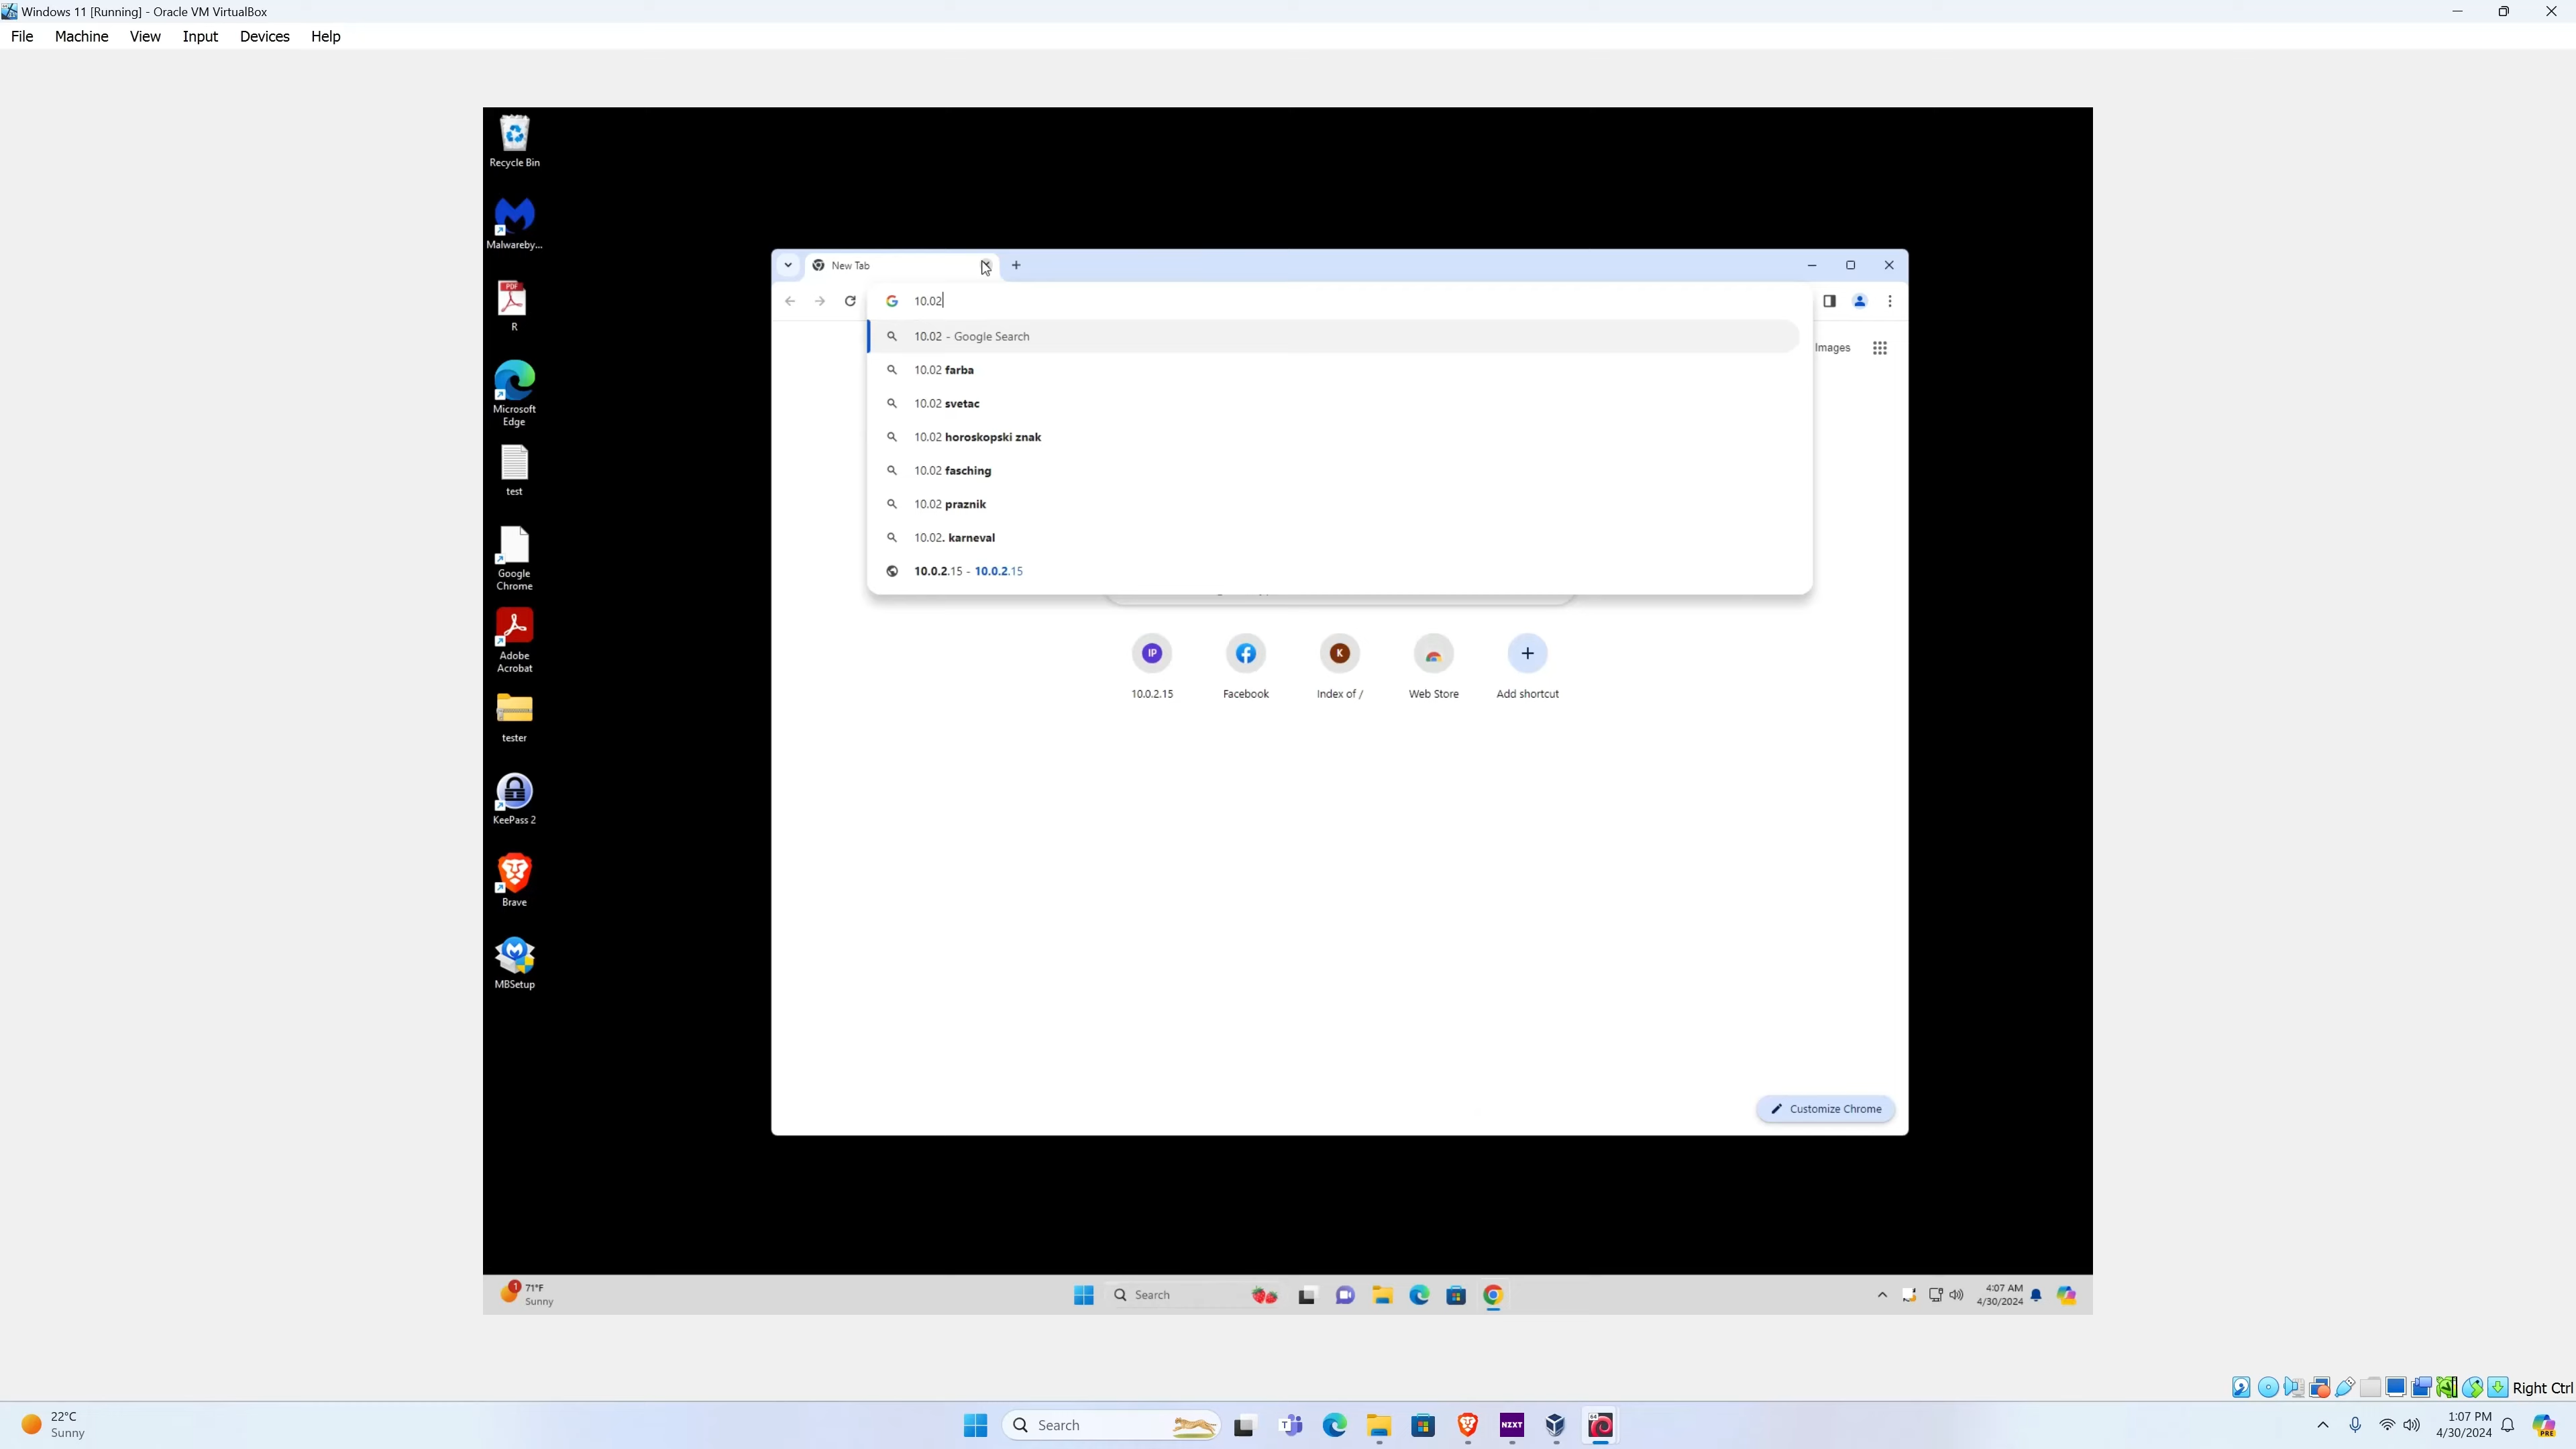 Windows 11 [Running] - Oracle VM VirtualBox
File Machine View Input Devices Help
Recycle Bin
Malwareby...
R
Microsoft
Edge
test
Google
Chrome
Adobe
Acrobat
tester
KeePass 2
Brave
MBSetup
New Tab
10.02
10.02 - Google Search
10.02 farba
10.02 svetac
10.02 horoskopski znak
10.02 fasching
10.02 praznik
10.02. karneval
10.0.2.15 - 10.0.2.15
Images
IP
K
10.0.2.15 Facebook Index of / Web Store Add shortcut
Customize Chrome
1
71°F
Sunny
Search
4:07 AM
4/30/2024
Right Ctrl
22°C
Sunny
Search
NZXT
1:07 PM
4/30/2024
PRE